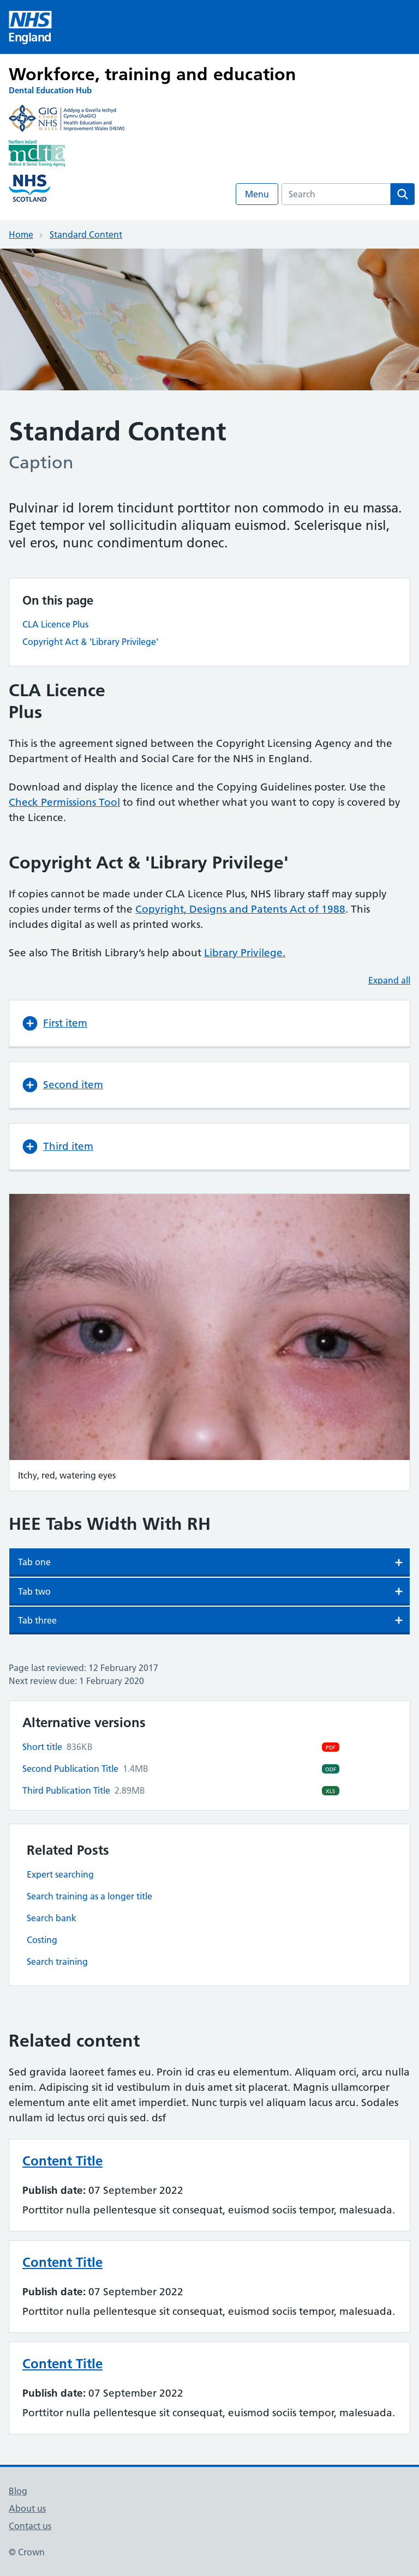 NHS
England
Workforce, training and education
Dental Education Hub
GIG
CYMRU
NHS
WALES
Addysg a Gwella Iechyd
Cymru (AaGIC)
Health Education and
Improvement Wales (HEIW)
Northern Ireland
mdta
Medical & Dental Training Agency
NHS
SCOTLAND
Menu
Search
Home
Standard Content
Standard Content
Caption
Pulvinar id lorem tincidunt porttitor non commodo in eu massa.
Eget tempor vel sollicitudin aliquam euismod. Scelerisque nisl,
vel eros, nunc condimentum donec.
On this page
CLA Licence Plus
Copyright Act & 'Library Privilege'
CLA Licence
Plus
This is the agreement signed between the Copyright Licensing Agency and the
Department of Health and Social Care for the NHS in England.
Download and display the licence and the Copying Guidelines poster. Use the
Check Permissions Tool to find out whether what you want to copy is covered by
the Licence.
Copyright Act & 'Library Privilege'
If copies cannot be made under CLA Licence Plus, NHS library staff may supply
copies under terms of the Copyright, Designs and Patents Act of 1988. This
includes digital as well as printed works.
See also The British Library’s help about Library Privilege.
Expand all
First item
Second item
Third item
Itchy, red, watering eyes
HEE Tabs Width With RH
Tab one
Tab two
Tab three
Page last reviewed: 12 February 2017
Next review due: 1 February 2020
Alternative versions
Short title 836KB PDF
Second Publication Title 1.4MB ODF
Third Publication Title 2.89MB XLS
Related Posts
Expert searching
Search training as a longer title
Search bank
Costing
Search training
Related content
Sed gravida laoreet fames eu. Proin id cras eu elementum. Aliquam orci, arcu nulla
enim. Adipiscing sit id vestibulum in duis amet sit placerat. Magnis ullamcorper
elementum ante elit amet imperdiet. Nunc turpis vel aliquam lacus arcu. Sodales
nullam id lectus orci quis sed. dsf
Content Title
Publish date: 07 September 2022
Porttitor nulla pellentesque sit consequat, euismod sociis tempor, malesuada.
Content Title
Publish date: 07 September 2022
Porttitor nulla pellentesque sit consequat, euismod sociis tempor, malesuada.
Content Title
Publish date: 07 September 2022
Porttitor nulla pellentesque sit consequat, euismod sociis tempor, malesuada.
Blog
About us
Contact us
© Crown